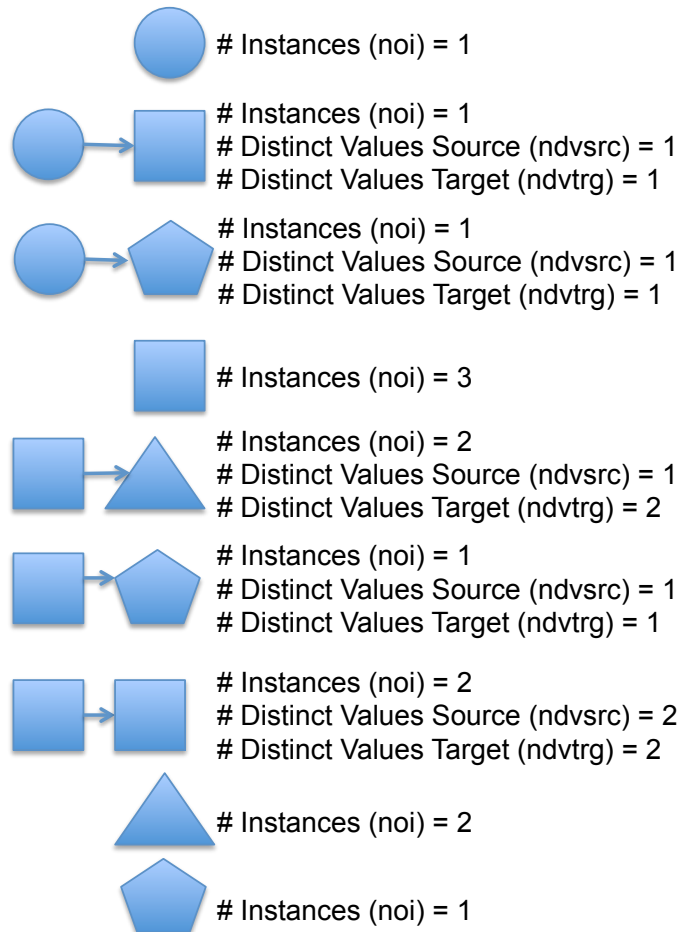 # Instances (noi) = 1
# Instances (noi) = 1
# Distinct Values Source (ndvsrc) = 1
# Distinct Values Target (ndvtrg) = 1
# Instances (noi) = 1
# Distinct Values Source (ndvsrc) = 1
# Distinct Values Target (ndvtrg) = 1
# Instances (noi) = 3
# Instances (noi) = 2
# Distinct Values Source (ndvsrc) = 1
# Distinct Values Target (ndvtrg) = 2
# Instances (noi) = 1
# Distinct Values Source (ndvsrc) = 1
# Distinct Values Target (ndvtrg) = 1
# Instances (noi) = 2
# Distinct Values Source (ndvsrc) = 2
# Distinct Values Target (ndvtrg) = 2
# Instances (noi) = 2
# Instances (noi) = 1